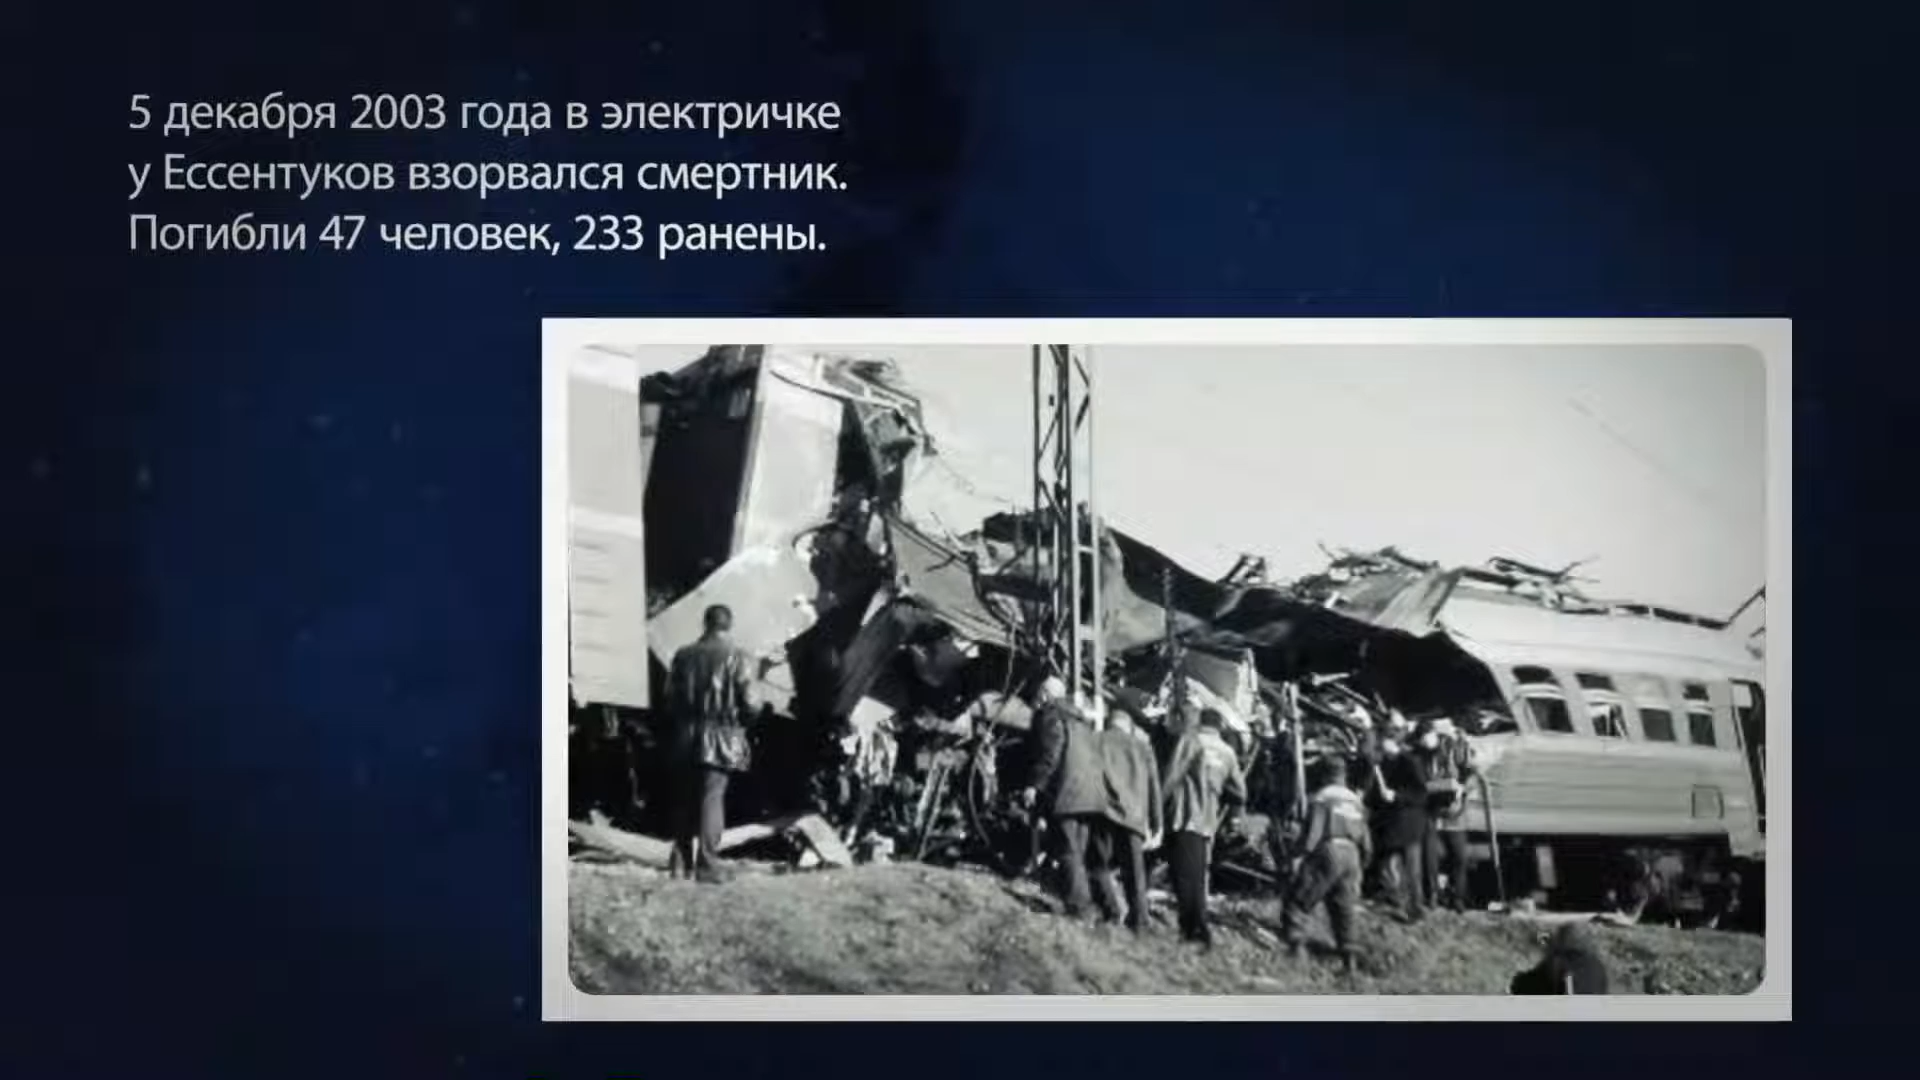 5 декабря 2003 года в электричке
у Ессентуков взорвался смертник.
Погибли 47 человек, 233 ранены.